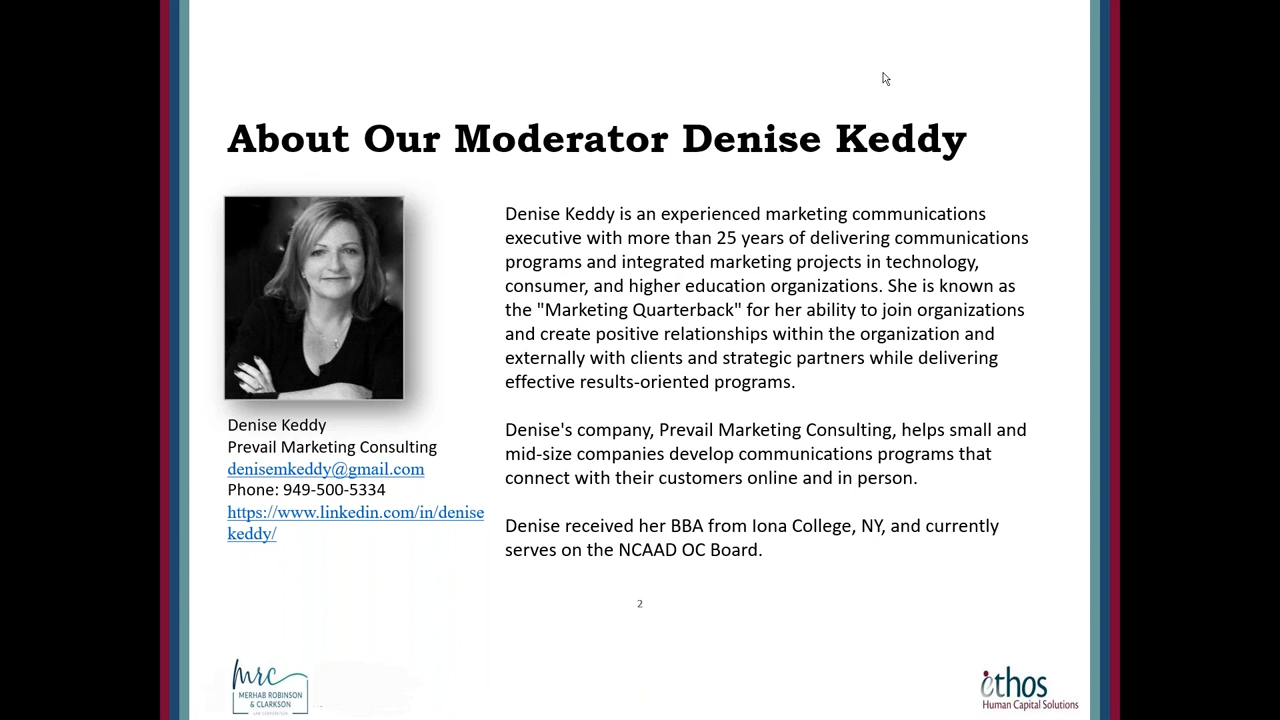 About Our Moderator Denise Keddy
Denise Keddy
Prevail Marketing Consulting
denisemkeddy@gmail.com
Phone: 949-500-5334
https://www.linkedin.com/in/denise
keddy/
Denise Keddy is an experienced marketing communications
executive with more than 25 years of delivering communications
programs and integrated marketing projects in technology,
consumer, and higher education organizations. She is known as
the "Marketing Quarterback" for her ability to join organizations
and create positive relationships within the organization and
externally with clients and strategic partners while delivering
effective results-oriented programs.
Denise's company, Prevail Marketing Consulting, helps small and
mid-size companies develop communications programs that
connect with their customers online and in person.
Denise received her BBA from Iona College, NY, and currently
serves on the NCAAD OC Board.
2
mrc
MERHAB ROBINSON
& CLARKSON
LAW CORPORATION
ethos
Human Capital Solutions